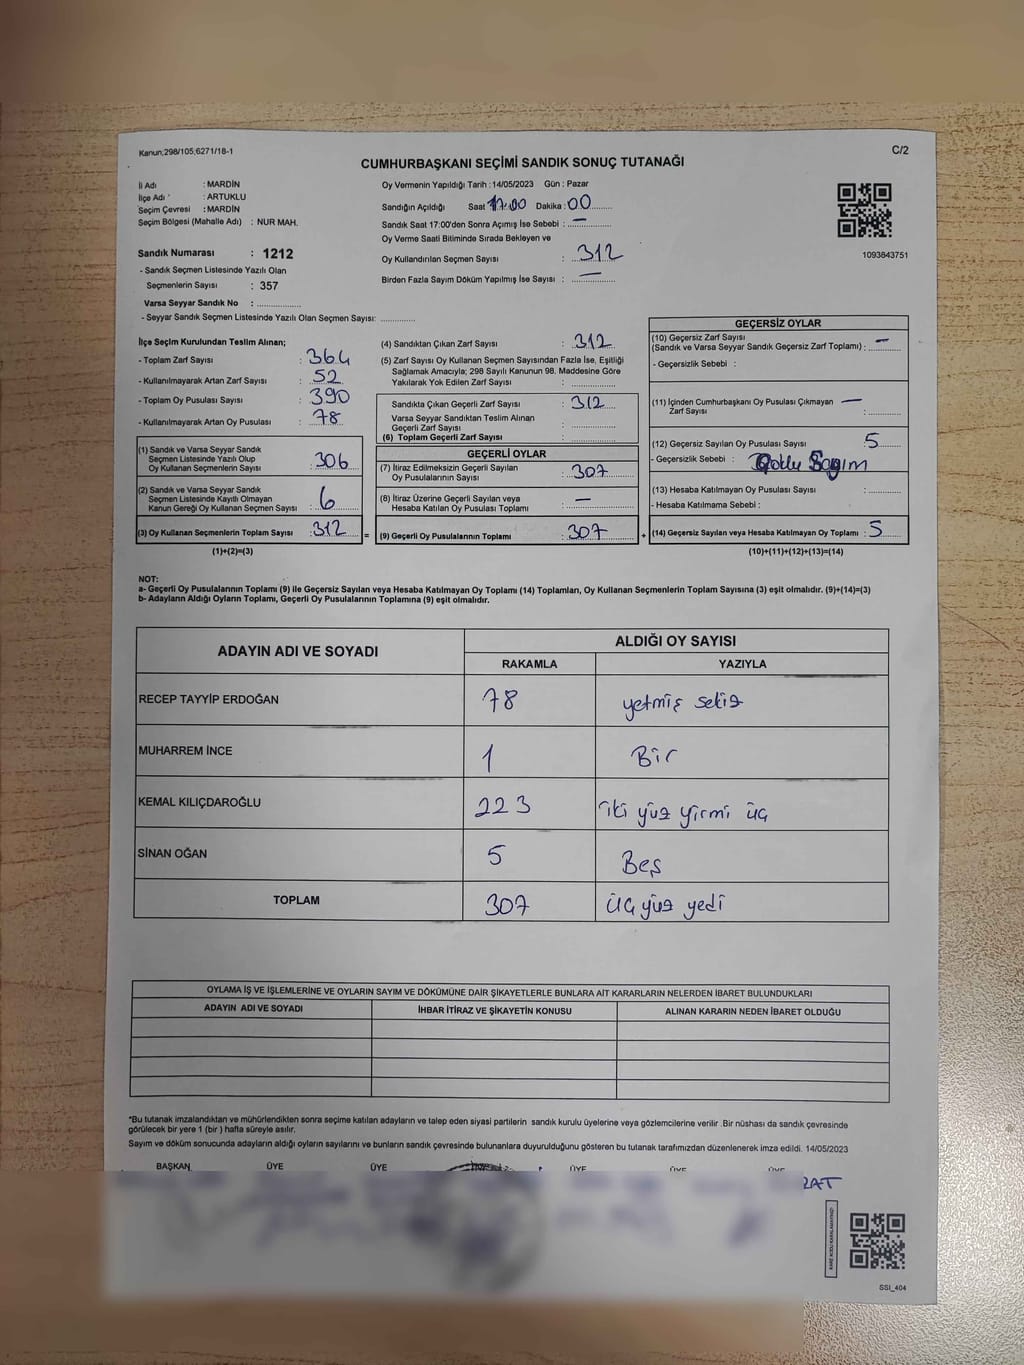 Kanun;298/105;6271/18-1
C/2
CUMHURBAŞKANI SEÇİMİ SANDIK SONUÇ TUTANAĞI
İl Adı : MARDİN
İlçe Adı : ARTUKLU
Seçim Çevresi : MARDİN
Seçim Bölgesi (Mahalle Adı) : NUR MAH.
Sandık Numarası : 1212
- Sandık Seçmen Listesinde Yazılı Olan
Seçmenlerin Sayısı : 357
Varsa Seyyar Sandık No : ................
- Seyyar Sandık Seçmen Listesinde Yazılı Olan Seçmen Sayısı: ............
Oy Vermenin Yapıldığı Tarih : 14/05/2023 Gün : Pazar
Sandığın Açıldığı Saat 17:00 Dakika : 00
Sandık Saat 17:00'den Sonra Açımış İse Sebebi : —
Oy Verme Saati Bitiminde Sırada Bekleyen ve
Oy Kullandırılan Seçmen Sayısı : 312
Birden Fazla Sayım Döküm Yapılmış İse Sayısı : —
1093843751
İlçe Seçim Kurulundan Teslim Alınan;
- Toplam Zarf Sayısı : 364
- Kullanılmayarak Artan Zarf Sayısı : 52
- Toplam Oy Pusulası Sayısı : 390
- Kullanılmayarak Artan Oy Pusulası : 78
(1) Sandık ve Varsa Seyyar Sandık
Seçmen Listesinde Yazılı Olup
Oy Kullanan Seçmenlerin Sayısı : 306
(2) Sandık ve Varsa Seyyar Sandık
Seçmen Listesinde Kayıtlı Olmayan
Kanun Gereği Oy Kullanan Seçmen Sayısı : 6
(3) Oy Kullanan Seçmenlerin Toplam Sayısı : 312
(1)+(2)=(3)
=
(4) Sandıktan Çıkan Zarf Sayısı : 312
(5) Zarf Sayısı Oy Kullanan Seçmen Sayısından Fazla İse, Eşitliği
Sağlamak Amacıyla; 298 Sayılı Kanunun 98. Maddesine Göre
Yakılarak Yok Edilen Zarf Sayısı : ............
Sandıkta Çıkan Geçerli Zarf Sayısı : 312
Varsa Seyyar Sandıktan Teslim Alınan
Geçerli Zarf Sayısı : ............
(6) Toplam Geçerli Zarf Sayısı : ............
GEÇERLİ OYLAR
(7) İtiraz Edilmeksizin Geçerli Sayılan
Oy Pusulalarının Sayısı : 307
(8) İtiraz Üzerine Geçerli Sayılan veya
Hesaba Katılan Oy Pusulası Toplamı : —
(9) Geçerli Oy Pusulalarının Toplamı : 307
+
GEÇERSİZ OYLAR
(10) Geçersiz Zarf Sayısı
(Sandık ve Varsa Seyyar Sandık Geçersiz Zarf Toplamı) : —
- Geçersizlik Sebebi :
(11) İçinden Cumhurbaşkanı Oy Pusulası Çıkmayan —
Zarf Sayısı : ............
(12) Geçersiz Sayılan Oy Pusulası Sayısı : 5
- Geçersizlik Sebebi :
(13) Hesaba Katılmayan Oy Pusulası Sayısı : ............
- Hesaba Katılmama Sebebi :
(14) Geçersiz Sayılan veya Hesaba Katılmayan Oy Toplamı : 5
(10)+(11)+(12)+(13)=(14)
NOT:
a- Geçerli Oy Pusulalarının Toplamı (9) ile Geçersiz Sayılan veya Hesaba Katılmayan Oy Toplamı (14) Toplamları, Oy Kullanan Seçmenlerin Toplam Sayısına (3) eşit olmalıdır. (9)+(14)=(3)
b- Adayların Aldığı Oyların Toplamı, Geçerli Oy Pusulalarının Toplamına (9) eşit olmalıdır.
ADAYIN ADI VE SOYADI ALDIĞI OY SAYISI
RAKAMLA YAZIYLA
RECEP TAYYİP ERDOĞAN 78 yetmiş sekiz
MUHARREM İNCE 1 Bir
KEMAL KILIÇDAROĞLU 223 iki yüz yirmi üç
SİNAN OĞAN 5 Beş
TOPLAM 307 üç yüz yedi
OYLAMA İŞ VE İŞLEMLERİNE VE OYLARIN SAYIM VE DÖKÜMÜNE DAİR ŞİKAYETLERLE BUNLARA AİT KARARLARIN NELERDEN İBARET BULUNDUKLARI
ADAYIN ADI VE SOYADI İHBAR İTİRAZ VE ŞİKAYETİN KONUSU ALINAN KARARIN NEDEN İBARET OLDUĞU
*Bu tutanak imzalandıktan ve mühürlendikten sonra seçime katılan adayların ve talep eden siyasi partilerin sandık kurulu üyelerine veya gözlemcilerine verilir .Bir nüshası da sandık çevresinde
görülecek bir yere 1 (bir ) hafta süreyle asılır.
Sayım ve döküm sonucunda adayların aldığı oyların sayılarını ve bunların sandık çevresinde bulunanlara duyurulduğunu gösteren bu tutanak tarafımızdan düzenlenerek imza edildi. 14/05/2023
BAŞKAN ÜYE ÜYE ÜYE ÜYE ÜYE
KARE KODU KARALAMAYINIZ!
SSI_404